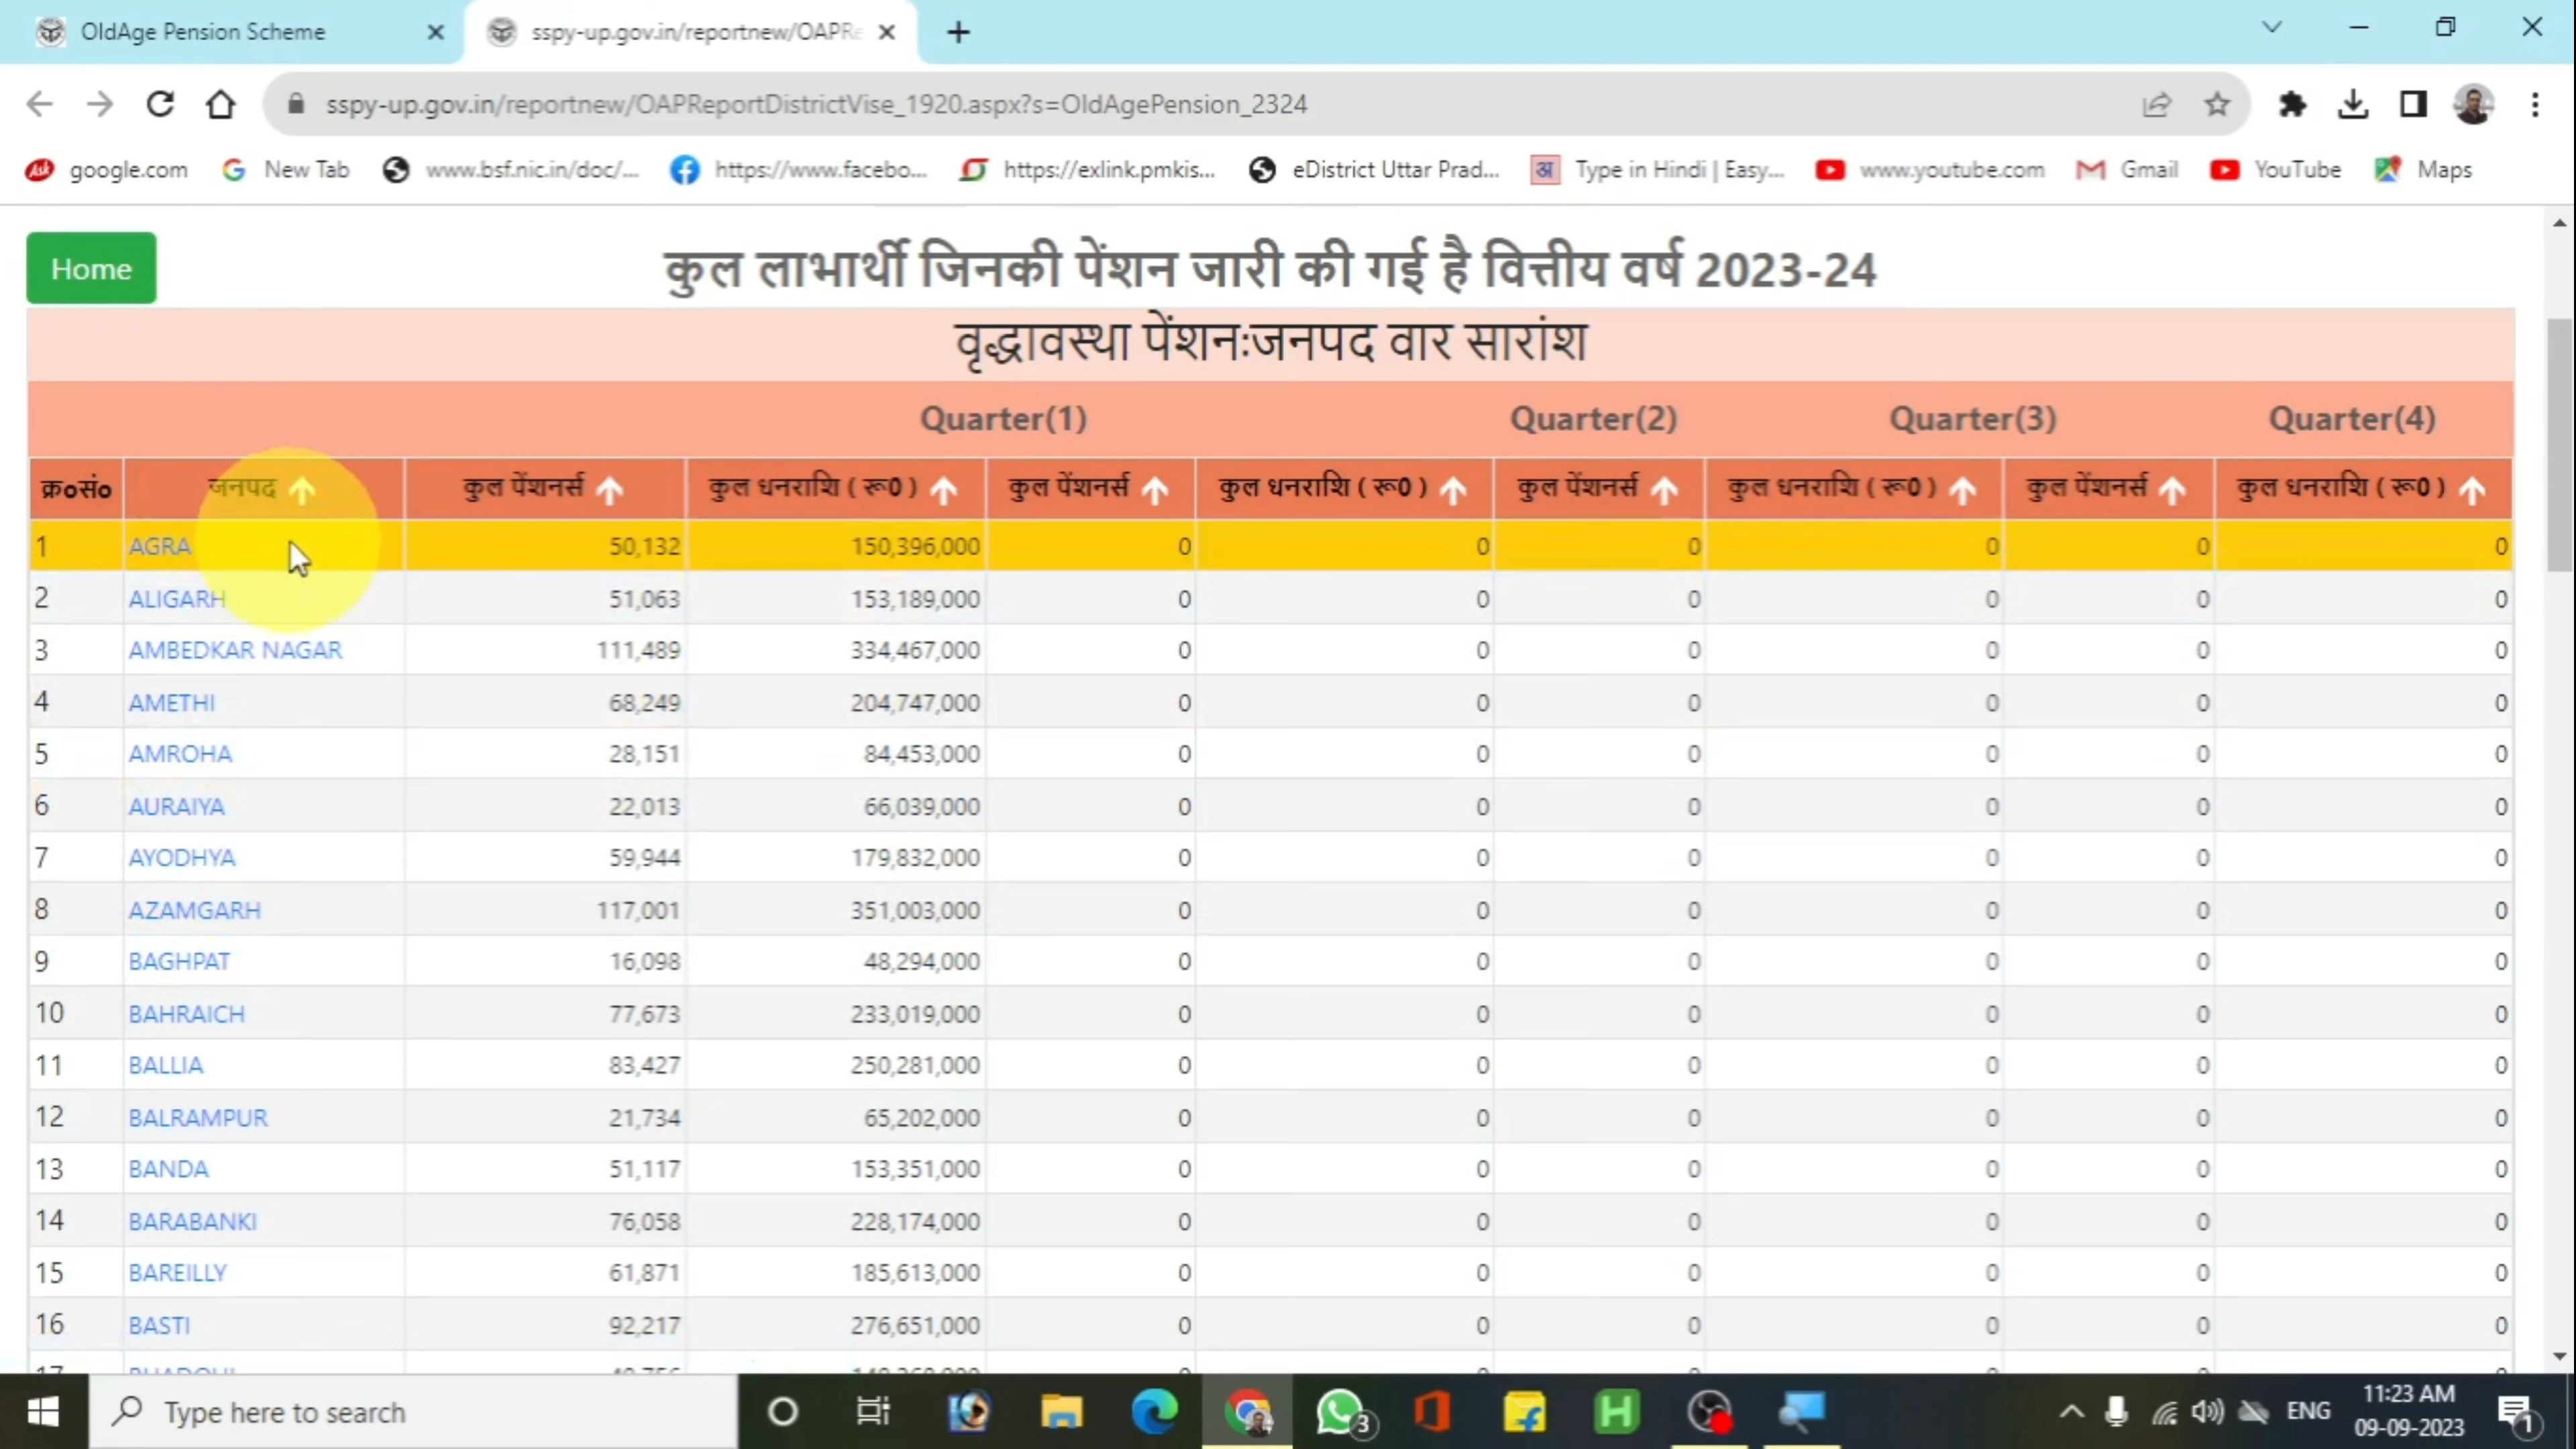 OldAge Pension Scheme
sspy-up.gov.in/reportnew/OAPRe
sspy-up.gov.in/reportnew/OAPReportDistrictVise_1920.aspx?s=OldAgePension_2324
Ask google.com New Tab www.bsf.nic.in/doc/... https://www.facebo... https://exlink.pmkis... eDistrict Uttar Prad... अ Type in Hindi | Easy... www.youtube.com Gmail YouTube Maps
Home
कुल लाभार्थी जिनकी पेंशन जारी की गई है वित्तीय वर्ष 2023-24
वृद्धावस्था पेंशनःजनपद वार सारांश
Quarter(1) Quarter(2) Quarter(3) Quarter(4)
क्र०सं० जनपद कुल पेंशनर्स कुल धनराशि ( रू0 ) कुल पेंशनर्स कुल धनराशि ( रू0 ) कुल पेंशनर्स कुल धनराशि ( रू0 ) कुल पेंशनर्स कुल धनराशि ( रू0 )
1 AGRA 50,132 150,396,000 0 0 0 0 0 0
2 ALIGARH 51,063 153,189,000 0 0 0 0 0 0
3 AMBEDKAR NAGAR 111,489 334,467,000 0 0 0 0 0 0
4 AMETHI 68,249 204,747,000 0 0 0 0 0 0
5 AMROHA 28,151 84,453,000 0 0 0 0 0 0
6 AURAIYA 22,013 66,039,000 0 0 0 0 0 0
7 AYODHYA 59,944 179,832,000 0 0 0 0 0 0
8 AZAMGARH 117,001 351,003,000 0 0 0 0 0 0
9 BAGHPAT 16,098 48,294,000 0 0 0 0 0 0
10 BAHRAICH 77,673 233,019,000 0 0 0 0 0 0
11 BALLIA 83,427 250,281,000 0 0 0 0 0 0
12 BALRAMPUR 21,734 65,202,000 0 0 0 0 0 0
13 BANDA 51,117 153,351,000 0 0 0 0 0 0
14 BARABANKI 76,058 228,174,000 0 0 0 0 0 0
15 BAREILLY 61,871 185,613,000 0 0 0 0 0 0
16 BASTI 92,217 276,651,000 0 0 0 0 0 0
Type here to search
3
ENG
11:23 AM
09-09-2023
1